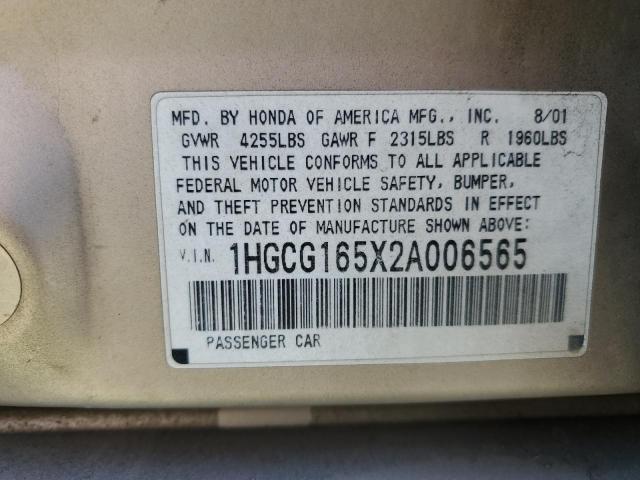 MFD. BY HONDA OF AMERICA MFG., INC. 8/01
GVWR 4255LBS GAWR F 2315LBS R 1960LBS
THIS VEHICLE CONFORMS TO ALL APPLICABLE
FEDERAL MOTOR VEHICLE SAFETY, BUMPER,
AND THEFT PREVENTION STANDARDS IN EFFECT
ON THE DATE OF MANUFACTURE SHOWN ABOVE:
V.I.N. 1HGCG165X2A006565
PASSENGER CAR